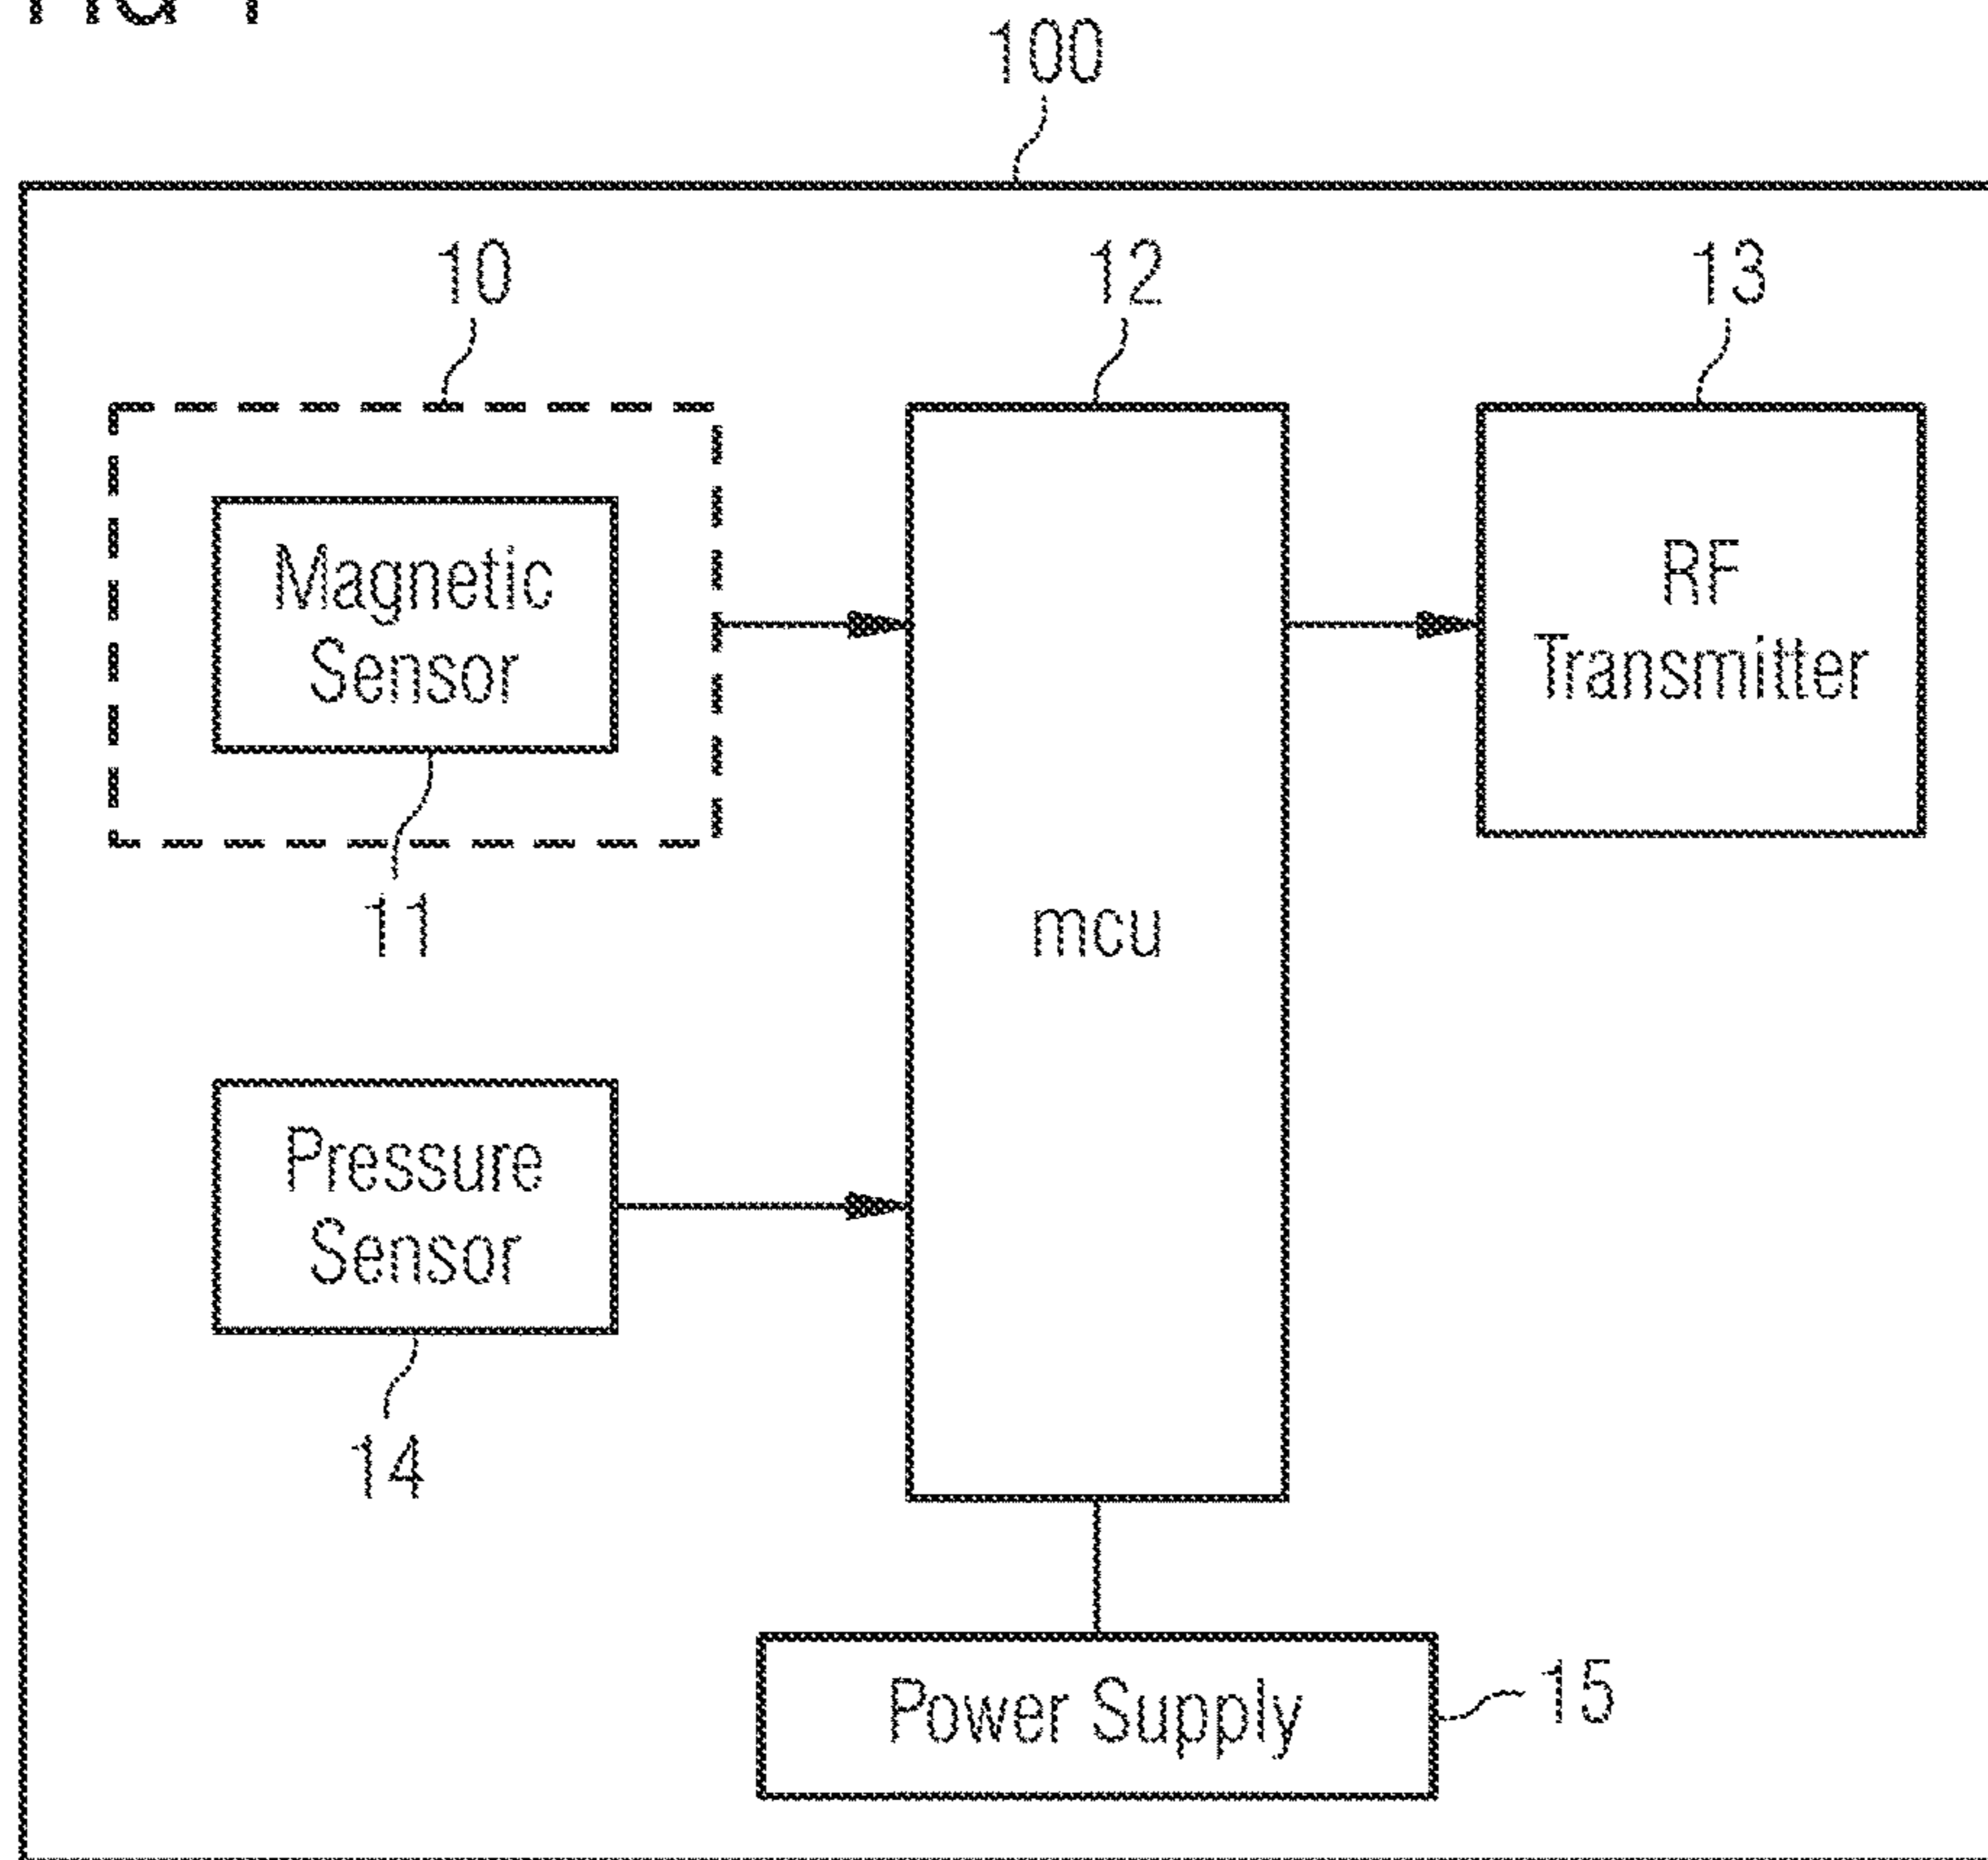 100
10
12
13
Magnetic
Sensor
RF
Transmitter
11
mcu
Pressure
Sensor
14
Power Supply
15